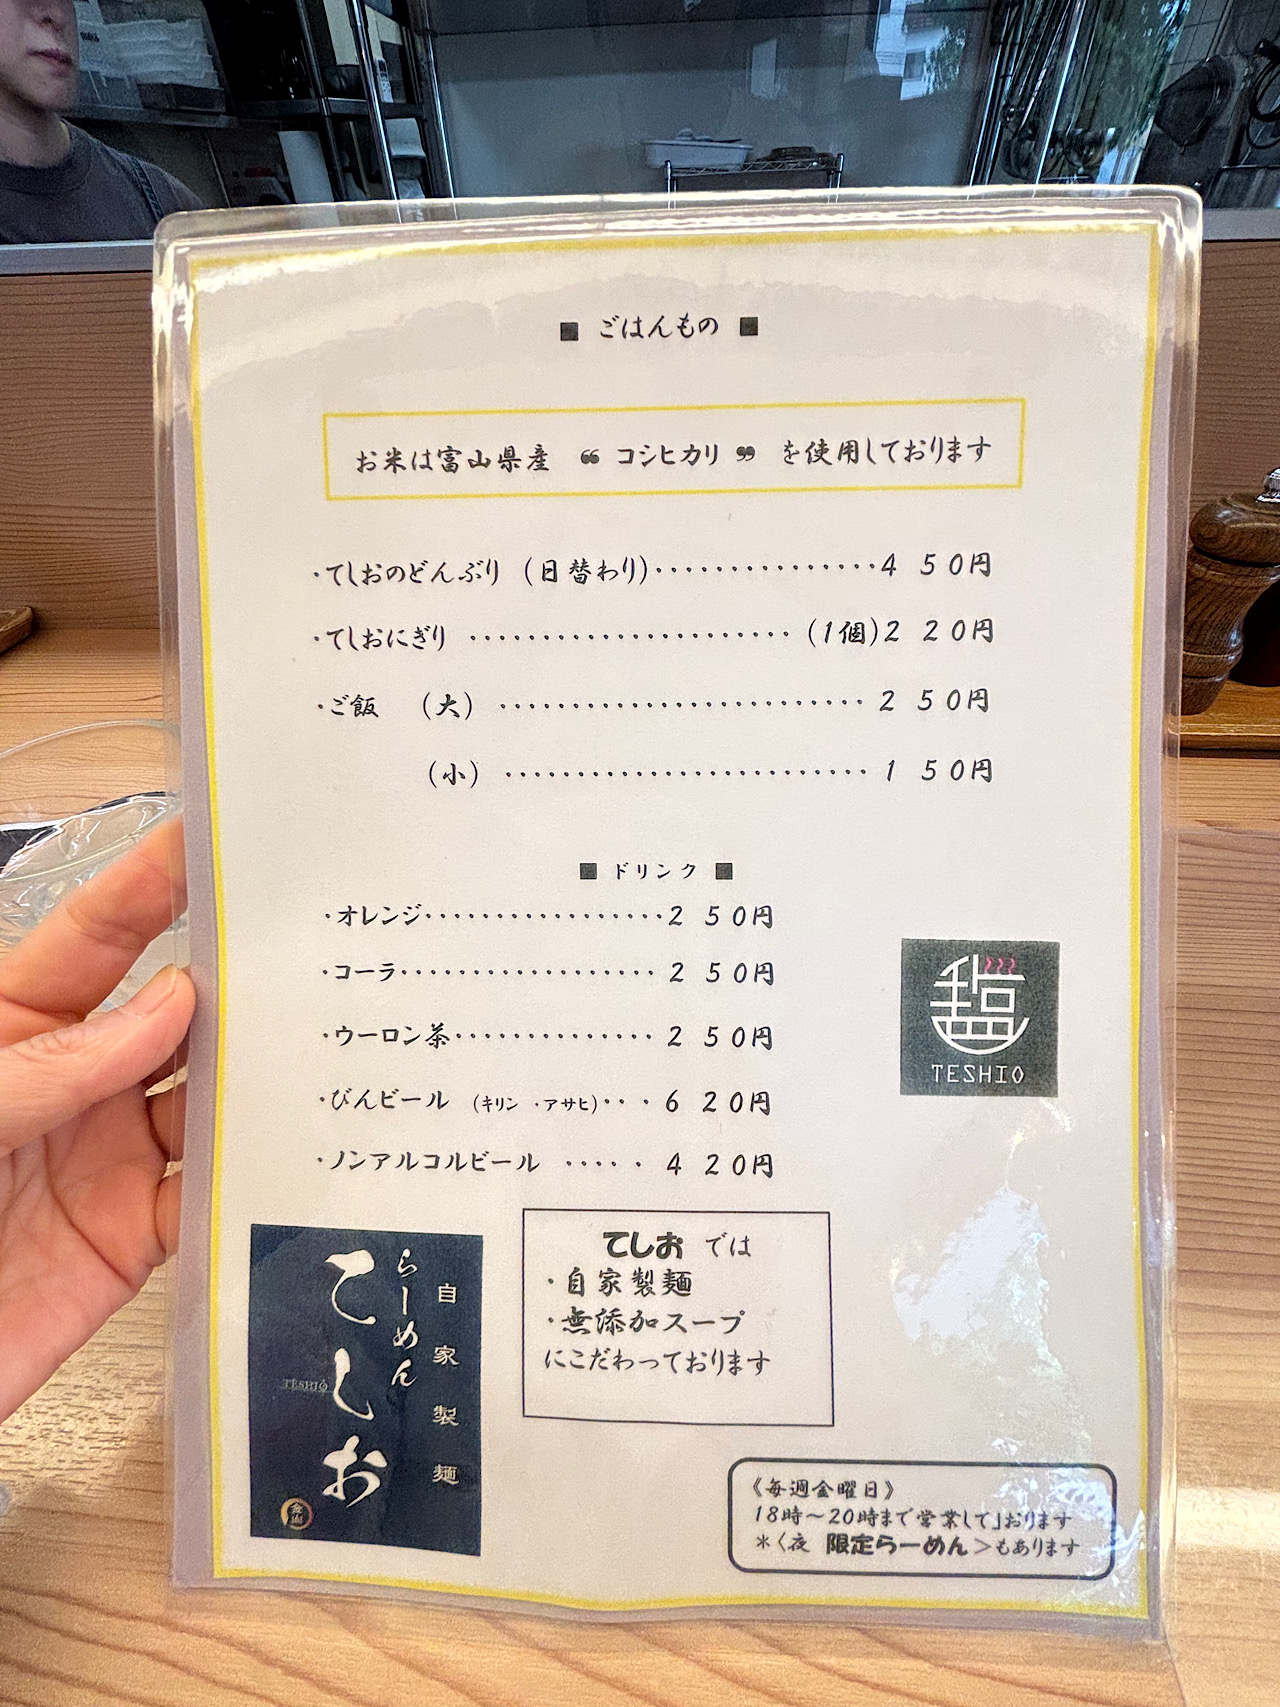 ■ ごはんもの ■
お米は富山県産 “ コシヒカリ ” を使用しております
・てしおのどんぶり (日替わり)・・・・・・・・・・・・・・・450円
・てしおにぎり ・・・・・・・・・・・・・・・・・・・・・・ (1個)220円
・ご飯 (大) ・・・・・・・・・・・・・・・・・・・・・・・・・ 250円
(小) ・・・・・・・・・・・・・・・・・・・・・・・・・ 150円
■ ドリンク ■
・オレンジ・・・・・・・・・・・・・・・・・250円
・コーラ・・・・・・・・・・・・・・・・・・ 250円
・ウーロン茶・・・・・・・・・・・・・・ 250円
・びんビール (キリン ・アサヒ)・・・620円
・ノンアルコルビール ・・・・・ 420円
TESHIO
自家製麺
らーめん
てしお
TESHIO
てしお では
・自家製麺
・無添加スープ
にこだわっております
《毎週金曜日》
18時～20時まで営業して」おります
＊<夜 限定らーめん>もあります